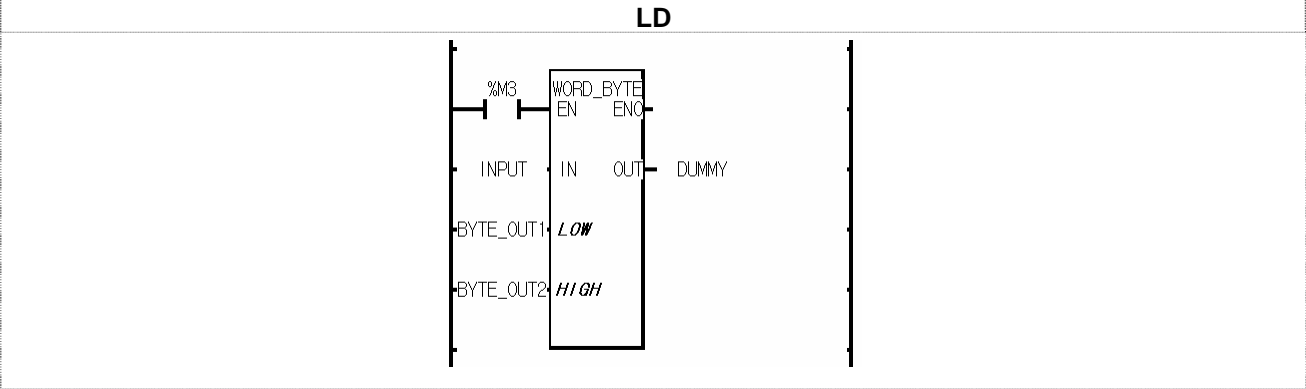 LD
%M3 WORD_BYTE
EN ENO
INPUT IN OUT DUMMY
BYTE_OUT1 LOW
BYTE_OUT2 HIGH